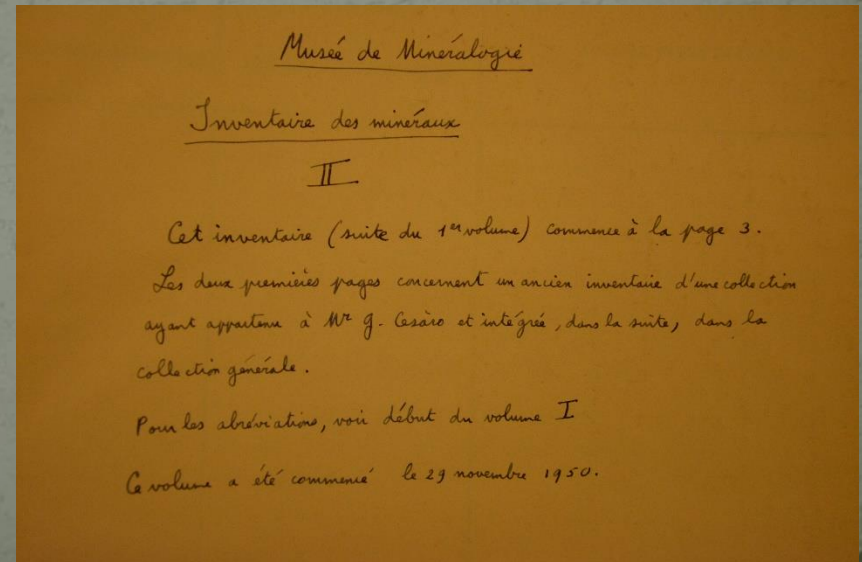 Musée de Minéralogie
Inventaire des minéraux
II
Cet inventaire (suite du 1er volume) commence à la page 3.
Les deux premières pages concernent un ancien inventaire d'une collection
ayant appartenu à Mr G. Cesàro et intégrée, dans la suite, dans la
collection générale.
Pour les abréviations, voir début du volume I
Ce volume a été commencé le 29 novembre 1950.